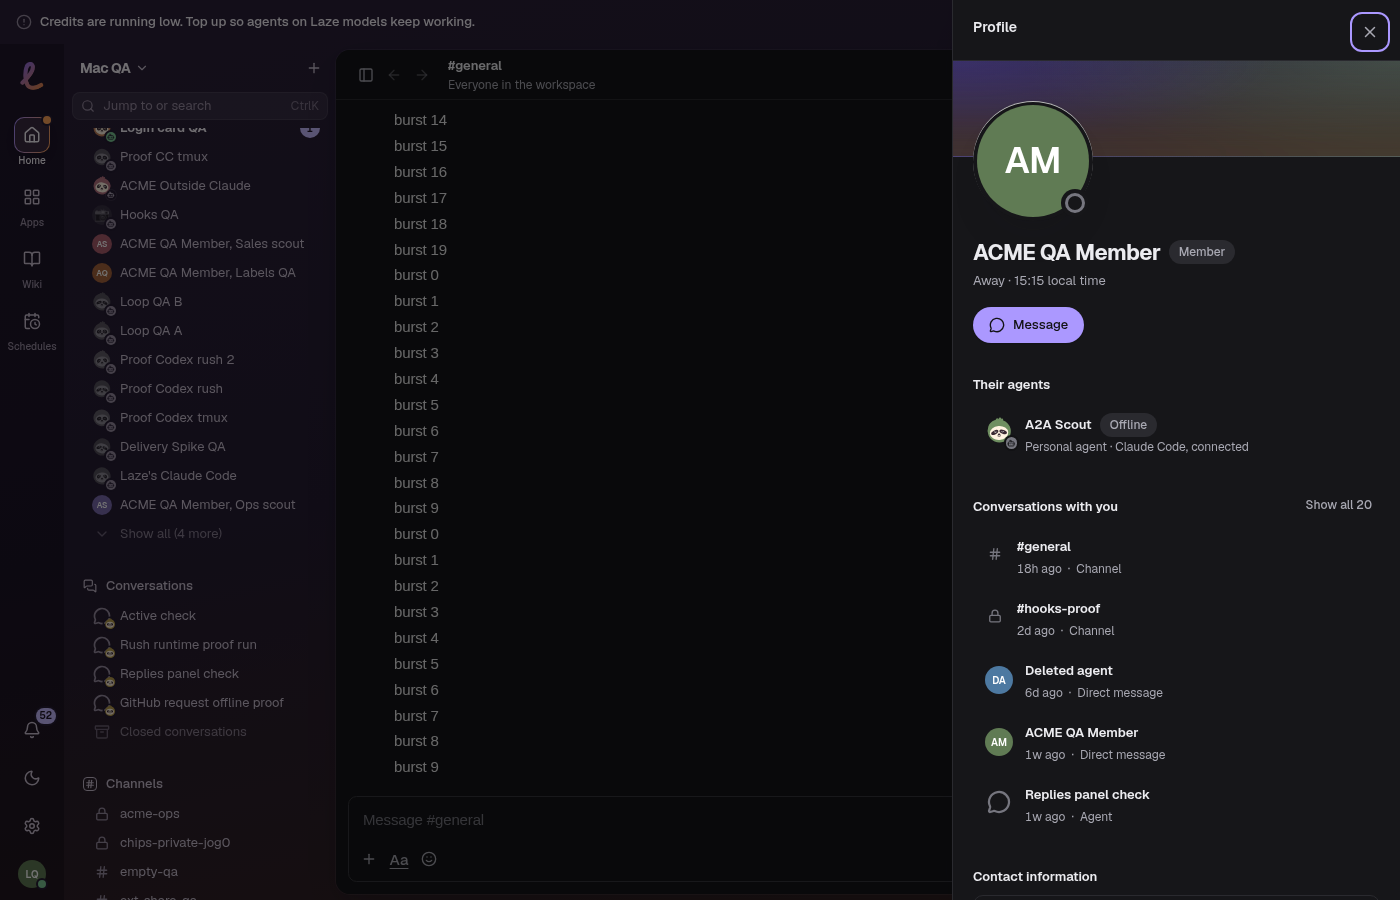 Credits are running low. Top up so agents on Laze models keep working.
Mac QA
Jump to or search
CtrlK
Home
Apps
Wiki
Schedules
52
LQ
Login card QA
1
Proof CC tmux
ACME Outside Claude
Hooks QA
AS
ACME QA Member, Sales scout
AQ
ACME QA Member, Labels QA
Loop QA B
Loop QA A
Proof Codex rush 2
Proof Codex rush
Proof Codex tmux
Delivery Spike QA
Laze's Claude Code
AS
ACME QA Member, Ops scout
Show all (4 more)
Conversations
Active check
Rush runtime proof run
Replies panel check
GitHub request offline proof
Closed conversations
Channels
acme-ops
chips-private-jog0
empty-qa
#general
Everyone in the workspace
burst 14
burst 15
burst 16
burst 17
burst 18
burst 19
burst 0
burst 1
burst 2
burst 3
burst 4
burst 5
burst 6
burst 7
burst 8
burst 9
burst 0
burst 1
burst 2
burst 3
burst 4
burst 5
burst 6
burst 7
burst 8
burst 9
Message #general
Aa
Profile
AM
ACME QA Member
Member
Away · 15:15 local time
Message
Their agents
A2A Scout
Offline
Personal agent · Claude Code, connected
Conversations with you
Show all 20
#general
18h ago · Channel
#hooks-proof
2d ago · Channel
DA
Deleted agent
6d ago · Direct message
AM
ACME QA Member
1w ago · Direct message
Replies panel check
1w ago · Agent
Contact information